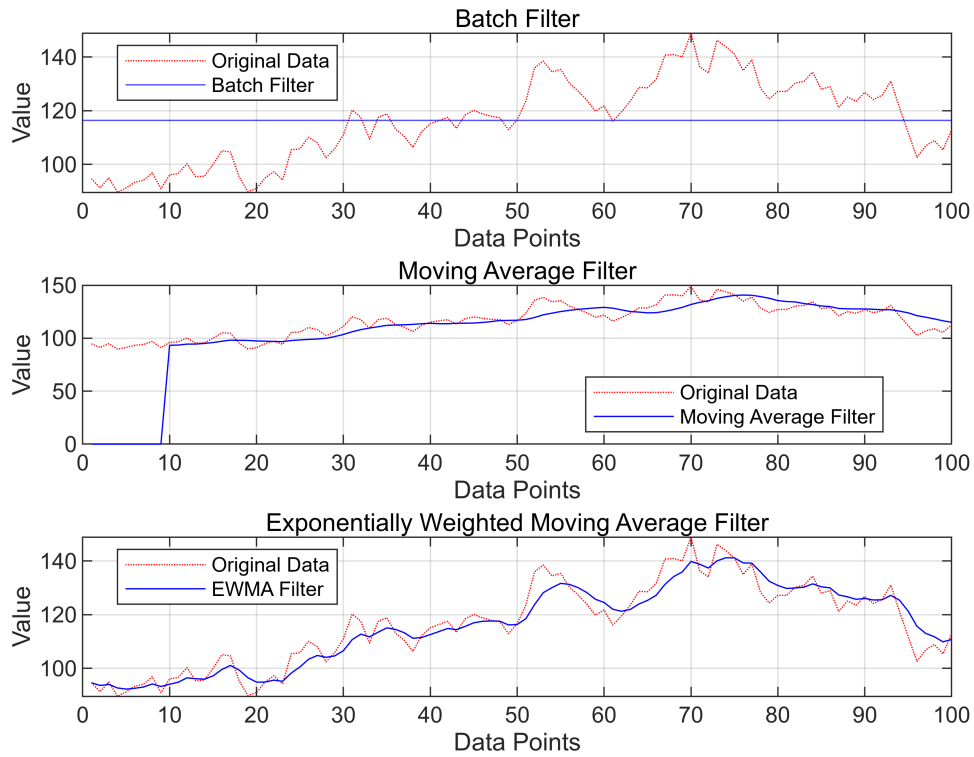 Batch Filter
140
120
100
Value
Original Data
Batch Filter
0 10 20 30 40 50 60 70 80 90 100
Data Points
Moving Average Filter
150
100
50
0
Value
Original Data
Moving Average Filter
0 10 20 30 40 50 60 70 80 90 100
Data Points
Exponentially Weighted Moving Average Filter
140
120
100
Value
Original Data
EWMA Filter
0 10 20 30 40 50 60 70 80 90 100
Data Points